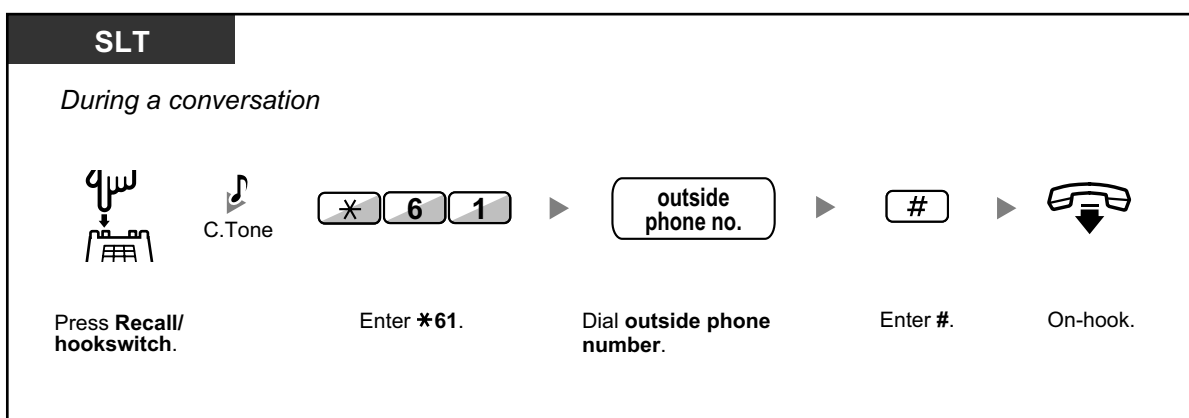 SLT
During a conversation
C.Tone
* 6 1
outside
phone no.
#
Press Recall/
hookswitch.
Enter *61.
Dial outside phone
number.
Enter #.
On-hook.